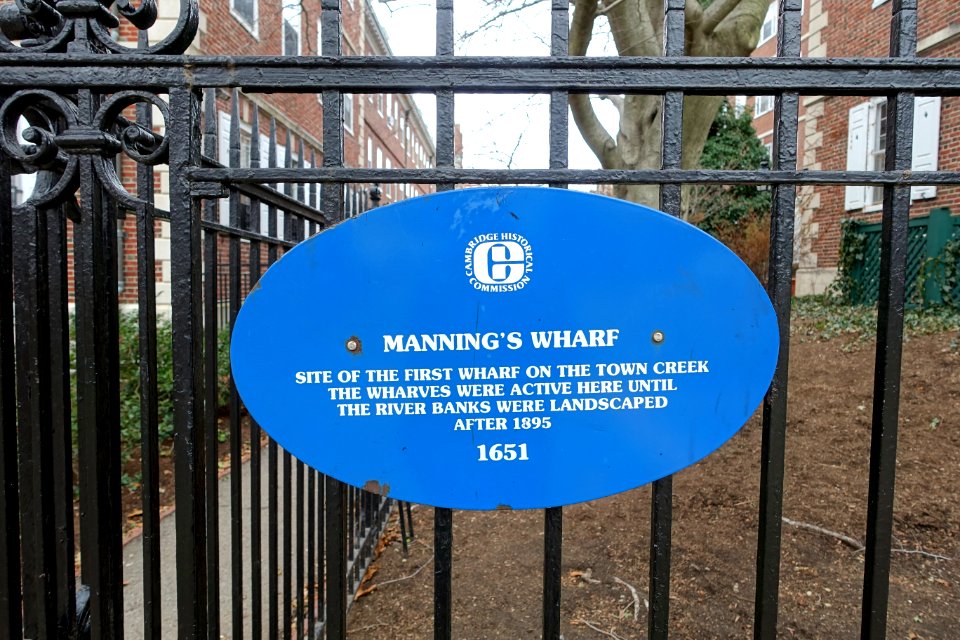 CAMBRIDGE HISTORICAL
COMMISSION
MANNING'S WHARF
SITE OF THE FIRST WHARF ON THE TOWN CREEK
THE WHARVES WERE ACTIVE HERE UNTIL
THE RIVER BANKS WERE LANDSCAPED
AFTER 1895
1651